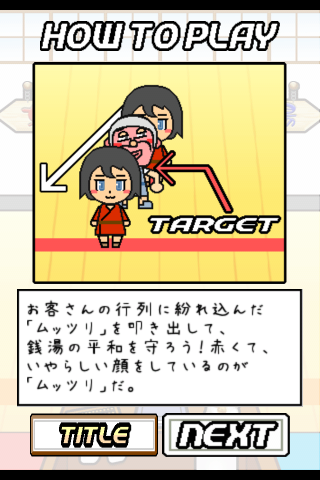 HOW TO PLAY
TARGET
お客さんの行列に紛れ込んだ
「ムッツリ」を叩き出して、
銭湯の平和を守ろう!赤くて、
いやらしい顔をしているのが
「ムッツリ」だ。
TITLE
NEXT